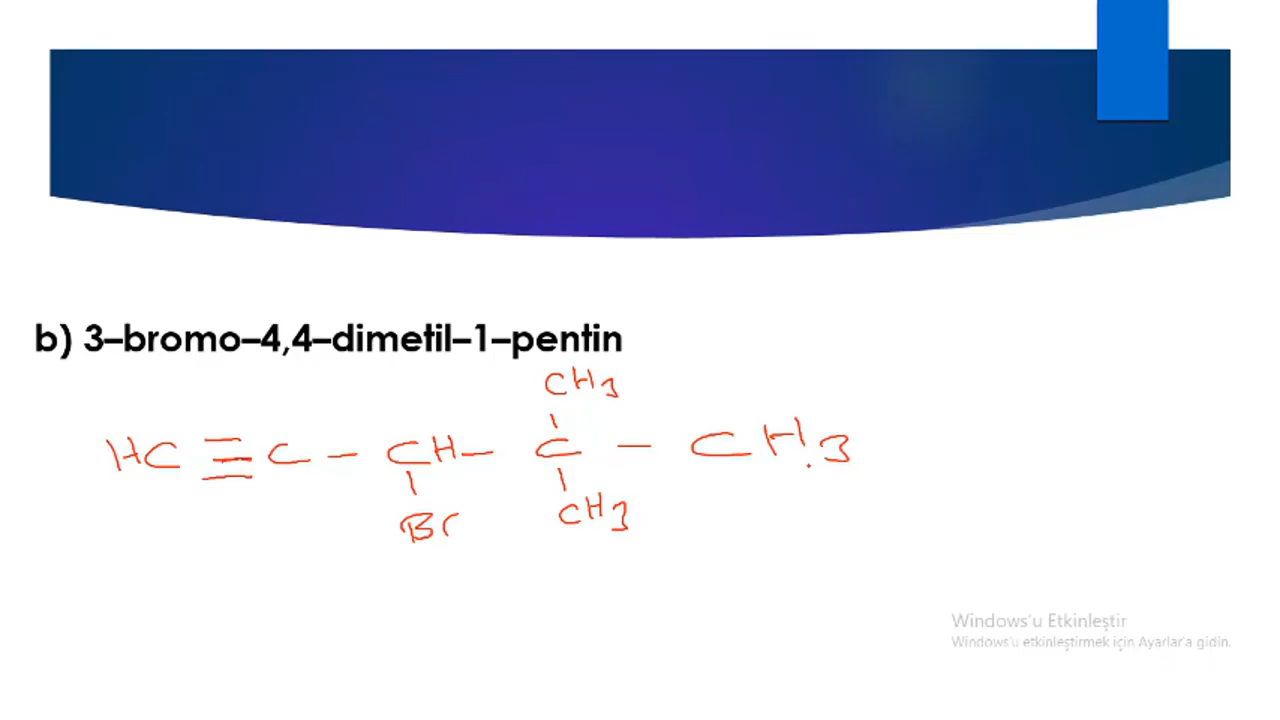 b) 3–bromo–4,4–dimetil–1–pentin
CH3
HC ≡ C – CH – C – CH3
Br CH3
Windows'u Etkinleştir
Windows'u etkinleştirmek için Ayarlar'a gidin.